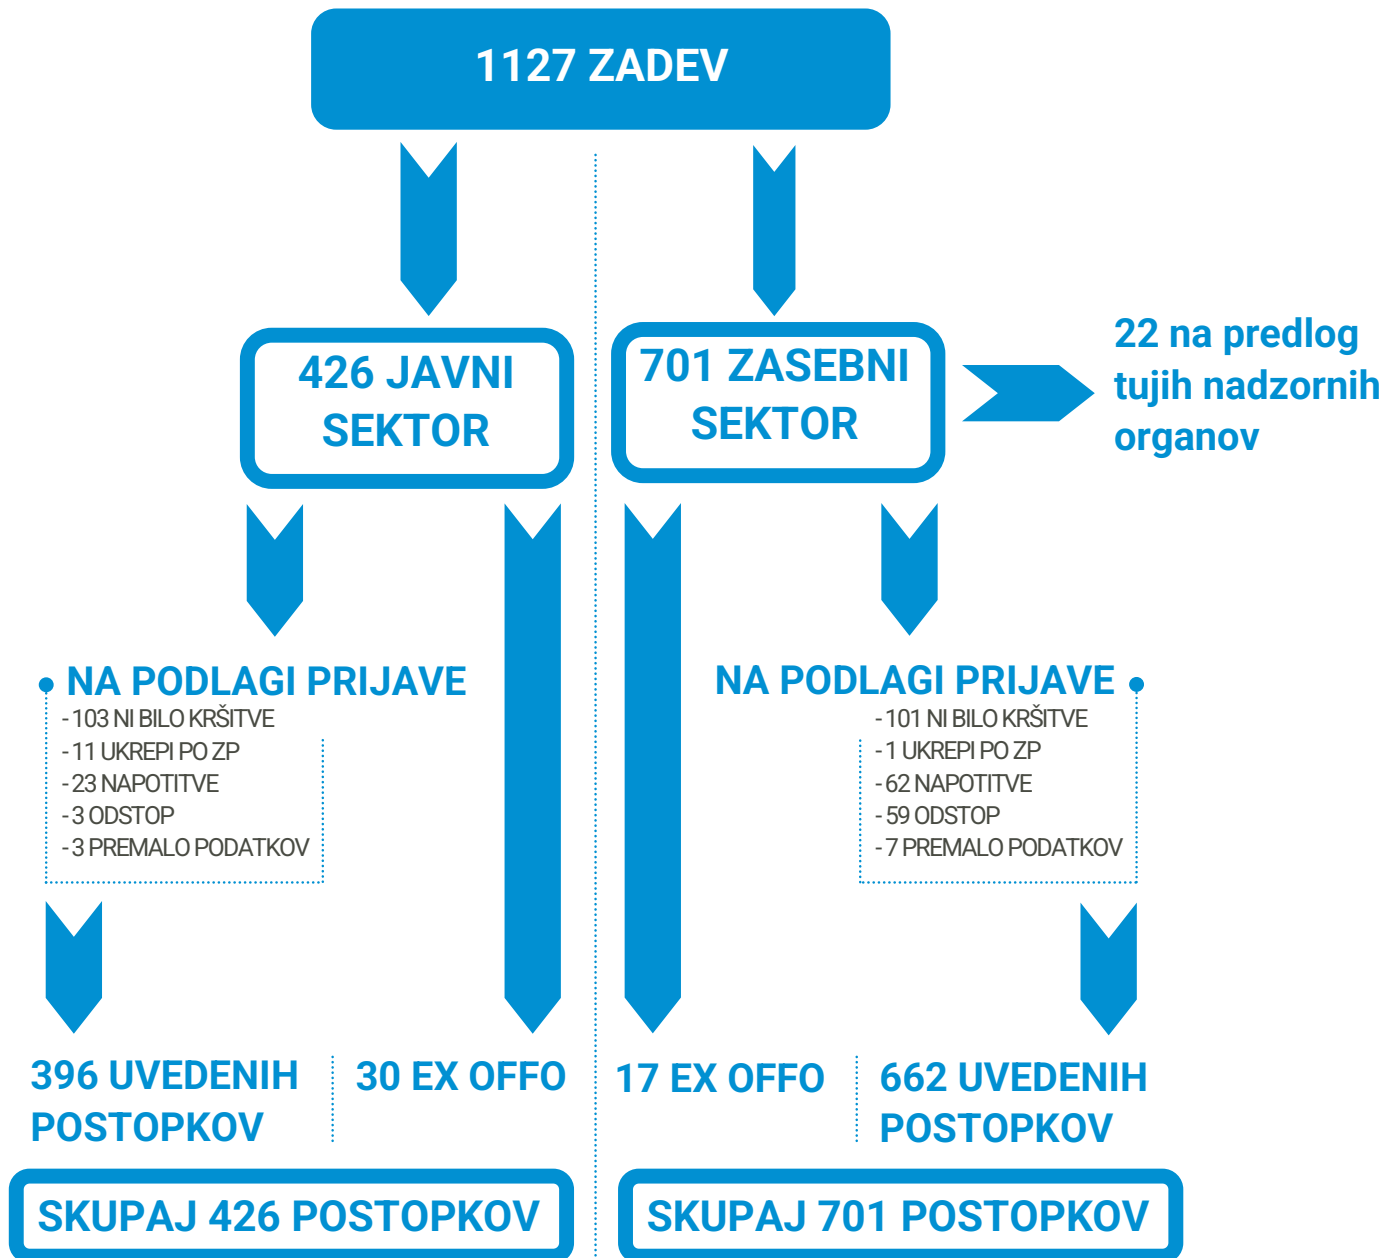 1127 ZADEV
426 JAVNI
SEKTOR
701 ZASEBNI
SEKTOR
22 na predlog
tujih nadzornih
organov
NA PODLAGI PRIJAVE
- 103 NI BILO KRŠITVE
- 11 UKREPI PO ZP
- 23 NAPOTITVE
- 3 ODSTOP
- 3 PREMALO PODATKOV
NA PODLAGI PRIJAVE
- 101 NI BILO KRŠITVE
- 1 UKREPI PO ZP
- 62 NAPOTITVE
- 59 ODSTOP
- 7 PREMALO PODATKOV
396 UVEDENIH
POSTOPKOV
30 EX OFFO
17 EX OFFO
662 UVEDENIH
POSTOPKOV
SKUPAJ 426 POSTOPKOV
SKUPAJ 701 POSTOPKOV